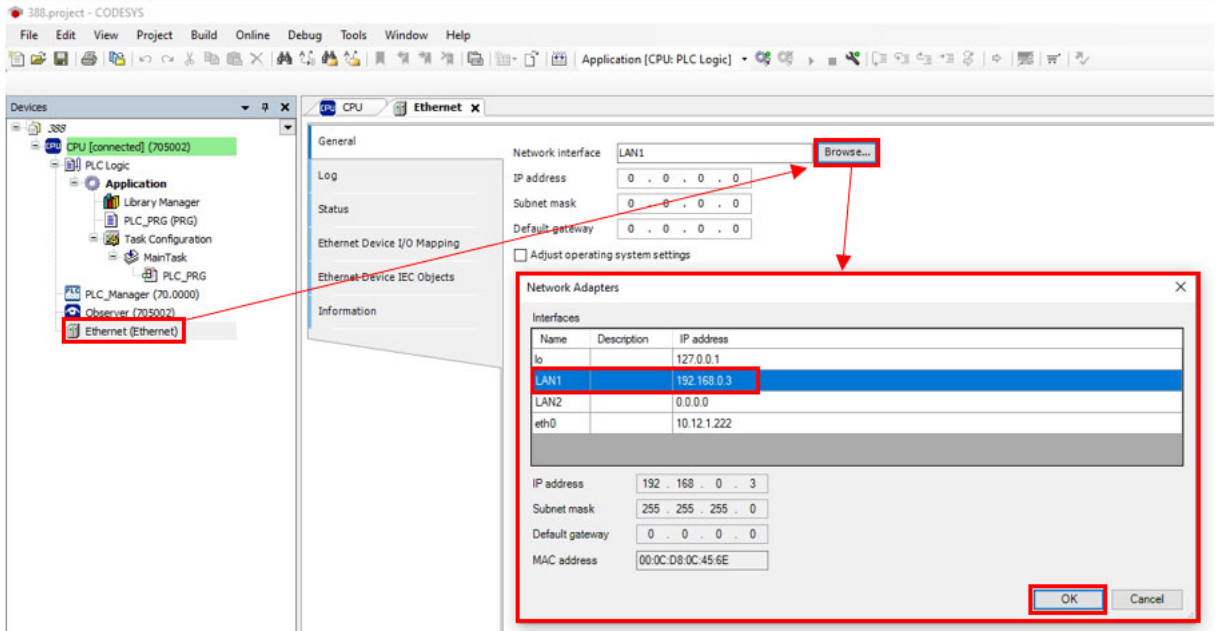 388.project - CODESYS
File Edit View Project Build Online Debug Tools Window Help
Application [CPU: PLC Logic]
Devices
388
CPU [connected] (705002)
PLC Logic
Application
Library Manager
PLC_PRG (PRG)
Task Configuration
MainTask
PLC_PRG
PLC_Manager (70.0000)
Observer (705002)
Ethernet (Ethernet)
CPU CPU
Ethernet x
General
Log
Status
Ethernet Device I/O Mapping
Ethernet Device IEC Objects
Information
Network interface LAN1 Browse...
IP address 0 . 0 . 0 . 0
Subnet mask 0 . 0 . 0 . 0
Default gateway 0 . 0 . 0 . 0
Adjust operating system settings
Network Adapters
Interfaces
Name Description IP address
lo 127.0.0.1
LAN1 192.168.0.3
LAN2 0.0.0.0
eth0 10.12.1.222
IP address 192 . 168 . 0 . 3
Subnet mask 255 . 255 . 255 . 0
Default gateway 0 . 0 . 0 . 0
MAC address 00:0C:D8:0C:45:6E
OK Cancel